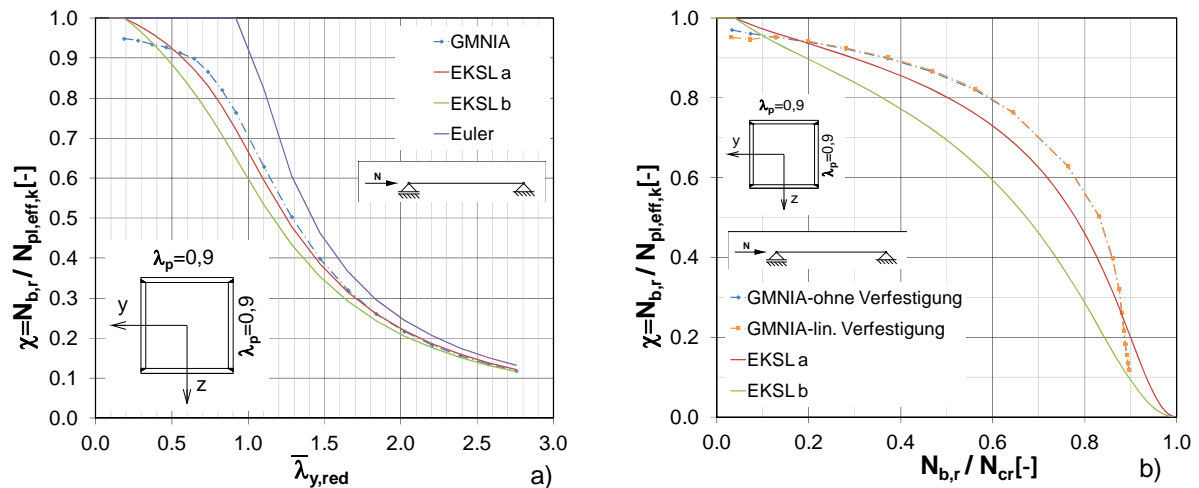 χ=N_b,r / N_pl,eff,k[-]
1.0
0.9
0.8
0.7
0.6
0.5
0.4
0.3
0.2
0.1
0.0
GMNIA
EKSL a
EKSL b
Euler
N
λ_p=0,9
y
λ_p=0,9
z
0.0 0.5 1.0 1.5 2.0 2.5 3.0
λ̅_y,red
a)
χ=N_b,r / N_pl,eff,k[-]
1.0
0.9
0.8
0.7
0.6
0.5
0.4
0.3
0.2
0.1
0.0
λ_p=0,9
y
λ_p=0,9
z
N
GMNIA-ohne Verfestigung
GMNIA-lin. Verfestigung
EKSL a
EKSL b
0.0 0.2 0.4 0.6 0.8 1.0
N_b,r / N_cr[-]
b)